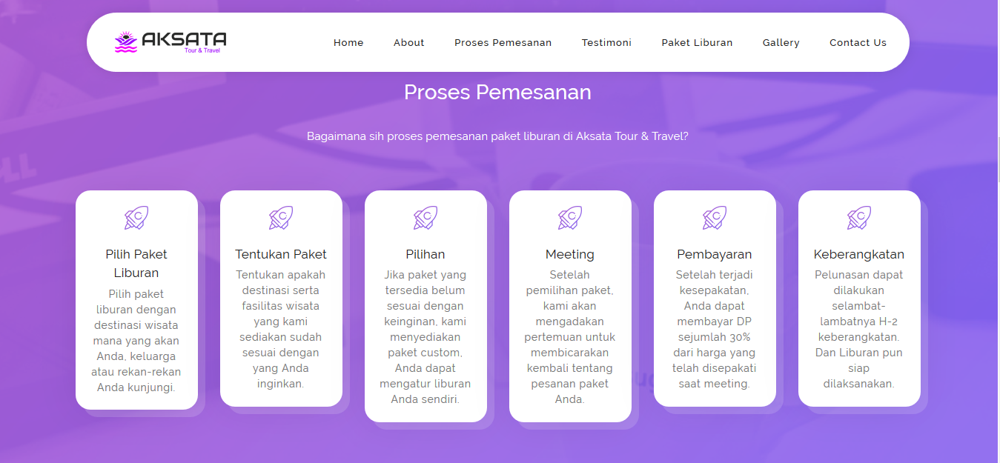 AKSATA
Tour & Travel
Home
About
Proses Pemesanan
Testimoni
Paket Liburan
Gallery
Contact Us
Proses Pemesanan
Bagaimana sih proses pemesanan paket liburan di Aksata Tour & Travel?
Pilih Paket
Liburan
Pilih paket
liburan dengan
destinasi wisata
mana yang akan
Anda, keluarga
atau rekan-rekan
Anda kunjungi.
Tentukan Paket
Tentukan apakah
destinasi serta
fasilitas wisata
yang kami
sediakan sudah
sesuai dengan
yang Anda
inginkan.
Pilihan
Jika paket yang
tersedia belum
sesuai dengan
keinginan, kami
menyediakan
paket custom,
Anda dapat
mengatur liburan
Anda sendiri.
Meeting
Setelah
pemilihan paket,
kami akan
mengadakan
pertemuan untuk
membicarakan
kembali tentang
pesanan paket
Anda.
Pembayaran
Setelah terjadi
kesepakatan,
Anda dapat
membayar DP
sejumlah 30%
dari harga yang
telah disepakati
saat meeting.
Keberangkatan
Pelunasan dapat
dilakukan
selambat-
lambatnya H-2
keberangkatan.
Dan Liburan pun
siap
dilaksanakan.